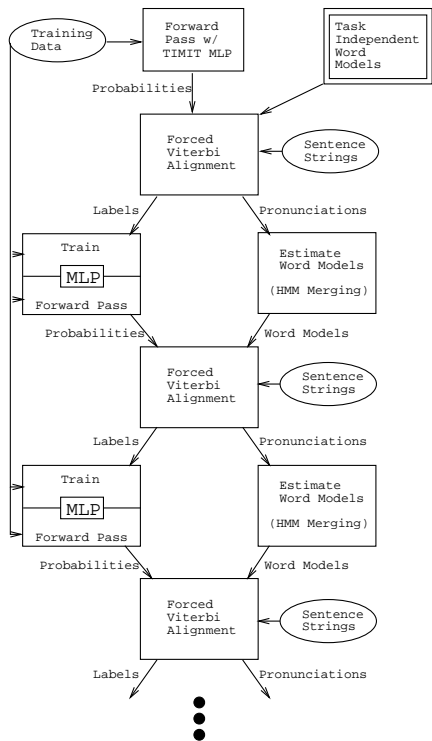 Training
Data
Forward
Pass w/
TIMIT MLP
Task
Independent
Word
Models
Probabilities
Forced
Viterbi
Alignment
Sentence
Strings
Labels
Pronunciations
Train
MLP
Forward Pass
Estimate
Word Models
(HMM Merging)
Probabilities
Word Models
Forced
Viterbi
Alignment
Sentence
Strings
Labels
Pronunciations
Train
MLP
Forward Pass
Estimate
Word Models
(HMM Merging)
Probabilities
Word Models
Forced
Viterbi
Alignment
Sentence
Strings
Labels
Pronunciations